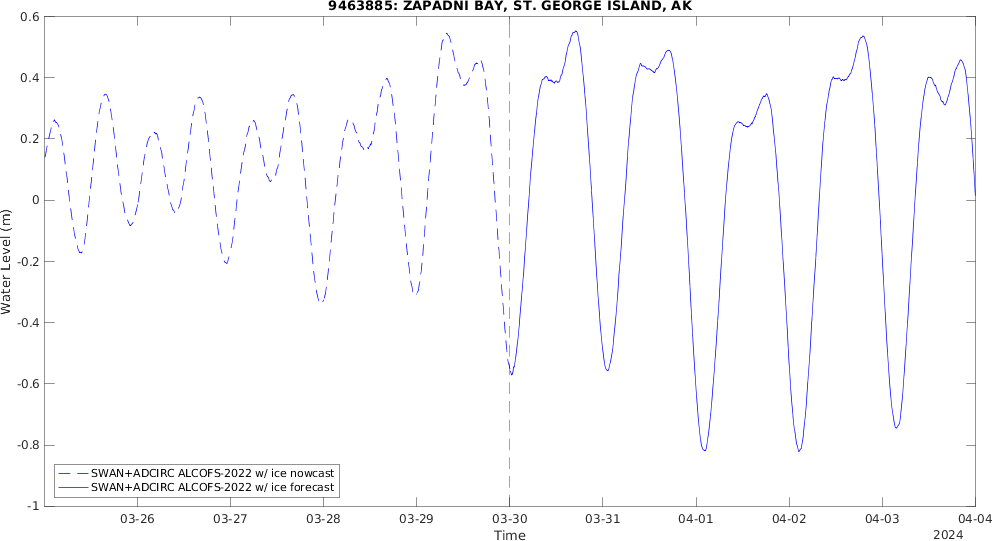 9463885: ZAPADNI BAY, ST. GEORGE ISLAND, AK
0.6
0.4
0.2
0
-0.2
-0.4
-0.6
-0.8
-1
Water Level (m)
SWAN+ADCIRC ALCOFS-2022 w/ ice nowcast
SWAN+ADCIRC ALCOFS-2022 w/ ice forecast
03-26 03-27 03-28 03-29 03-30 03-31 04-01 04-02 04-03 04-04
Time
2024